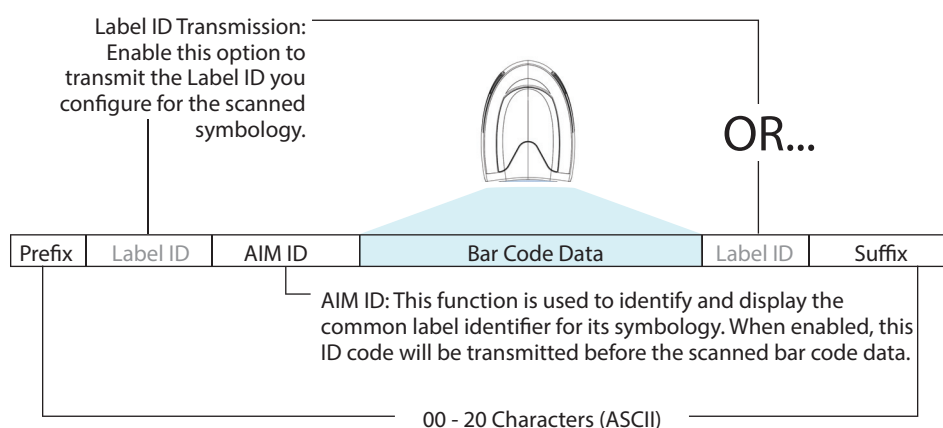 Label ID Transmission:
Enable this option to
transmit the Label ID you
configure for the scanned
symbology.
OR...
Prefix Label ID AIM ID Bar Code Data Label ID Suffix
AIM ID: This function is used to identify and display the
common label identifier for its symbology. When enabled, this
ID code will be transmitted before the scanned bar code data.
00 - 20 Characters (ASCII)